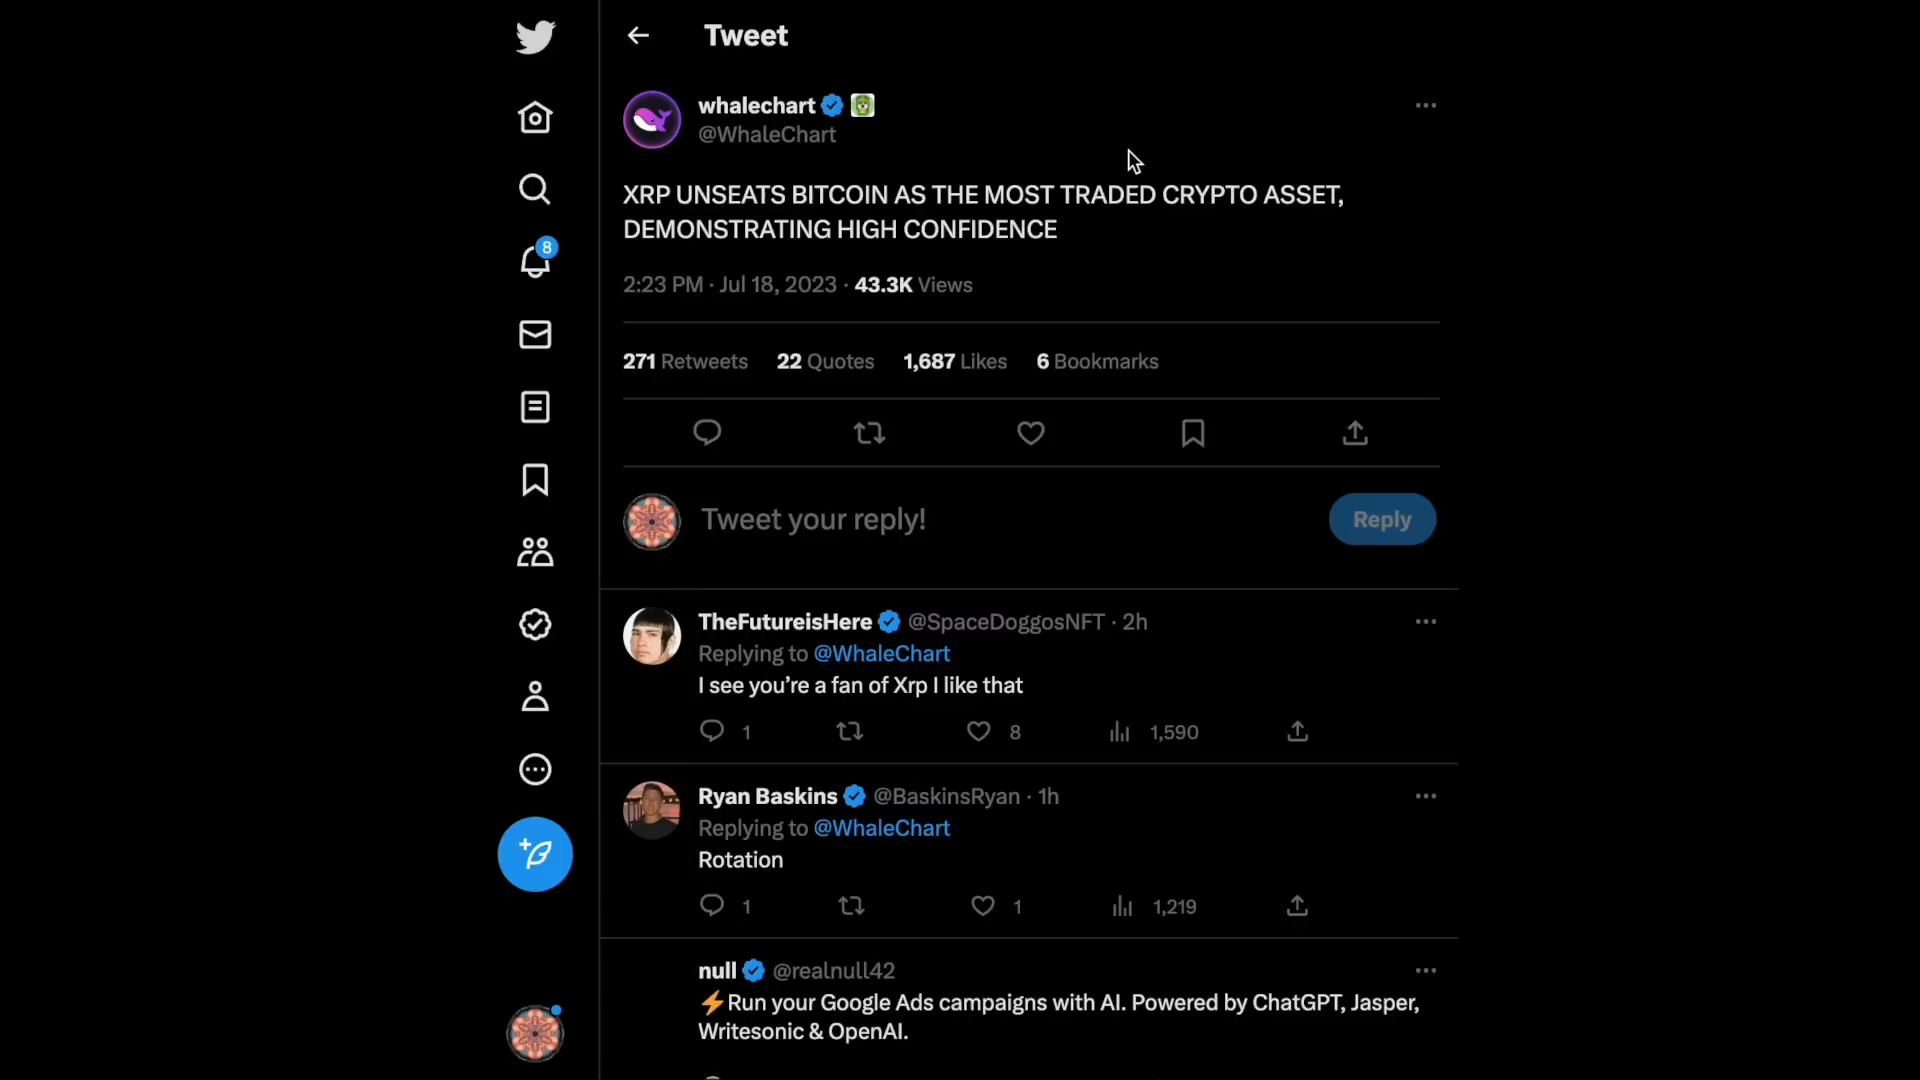 Tweet
whalechart
@WhaleChart
XRP UNSEATS BITCOIN AS THE MOST TRADED CRYPTO ASSET,
DEMONSTRATING HIGH CONFIDENCE
2:23 PM · Jul 18, 2023 · 43.3K Views
271 Retweets 22 Quotes 1,687 Likes 6 Bookmarks
8
Tweet your reply!
Reply
TheFutureisHere @SpaceDoggosNFT · 2h
Replying to @WhaleChart
I see you’re a fan of Xrp I like that
1 8 1,590
Ryan Baskins @BaskinsRyan · 1h
Replying to @WhaleChart
Rotation
1 1 1,219
null @realnull42
⚡Run your Google Ads campaigns with AI. Powered by ChatGPT, Jasper,
Writesonic & OpenAI.